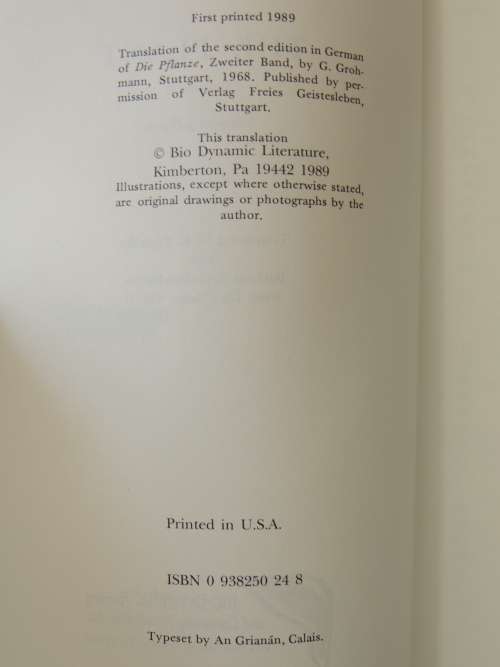 First printed 1989
Translation of the second edition in German
of Die Pflanze, Zweiter Band, by G. Groh-
mann, Stuttgart, 1968. Published by per-
mission of Verlag Freies Geistesleben,
Stuttgart.
This translation
© Bio Dynamic Literature,
Kimberton, Pa 19442 1989
Illustrations, except where otherwise stated,
are original drawings or photographs by the
author.
Printed in U.S.A.
ISBN 0 938250 24 8
Typeset by An Grianán, Calais.